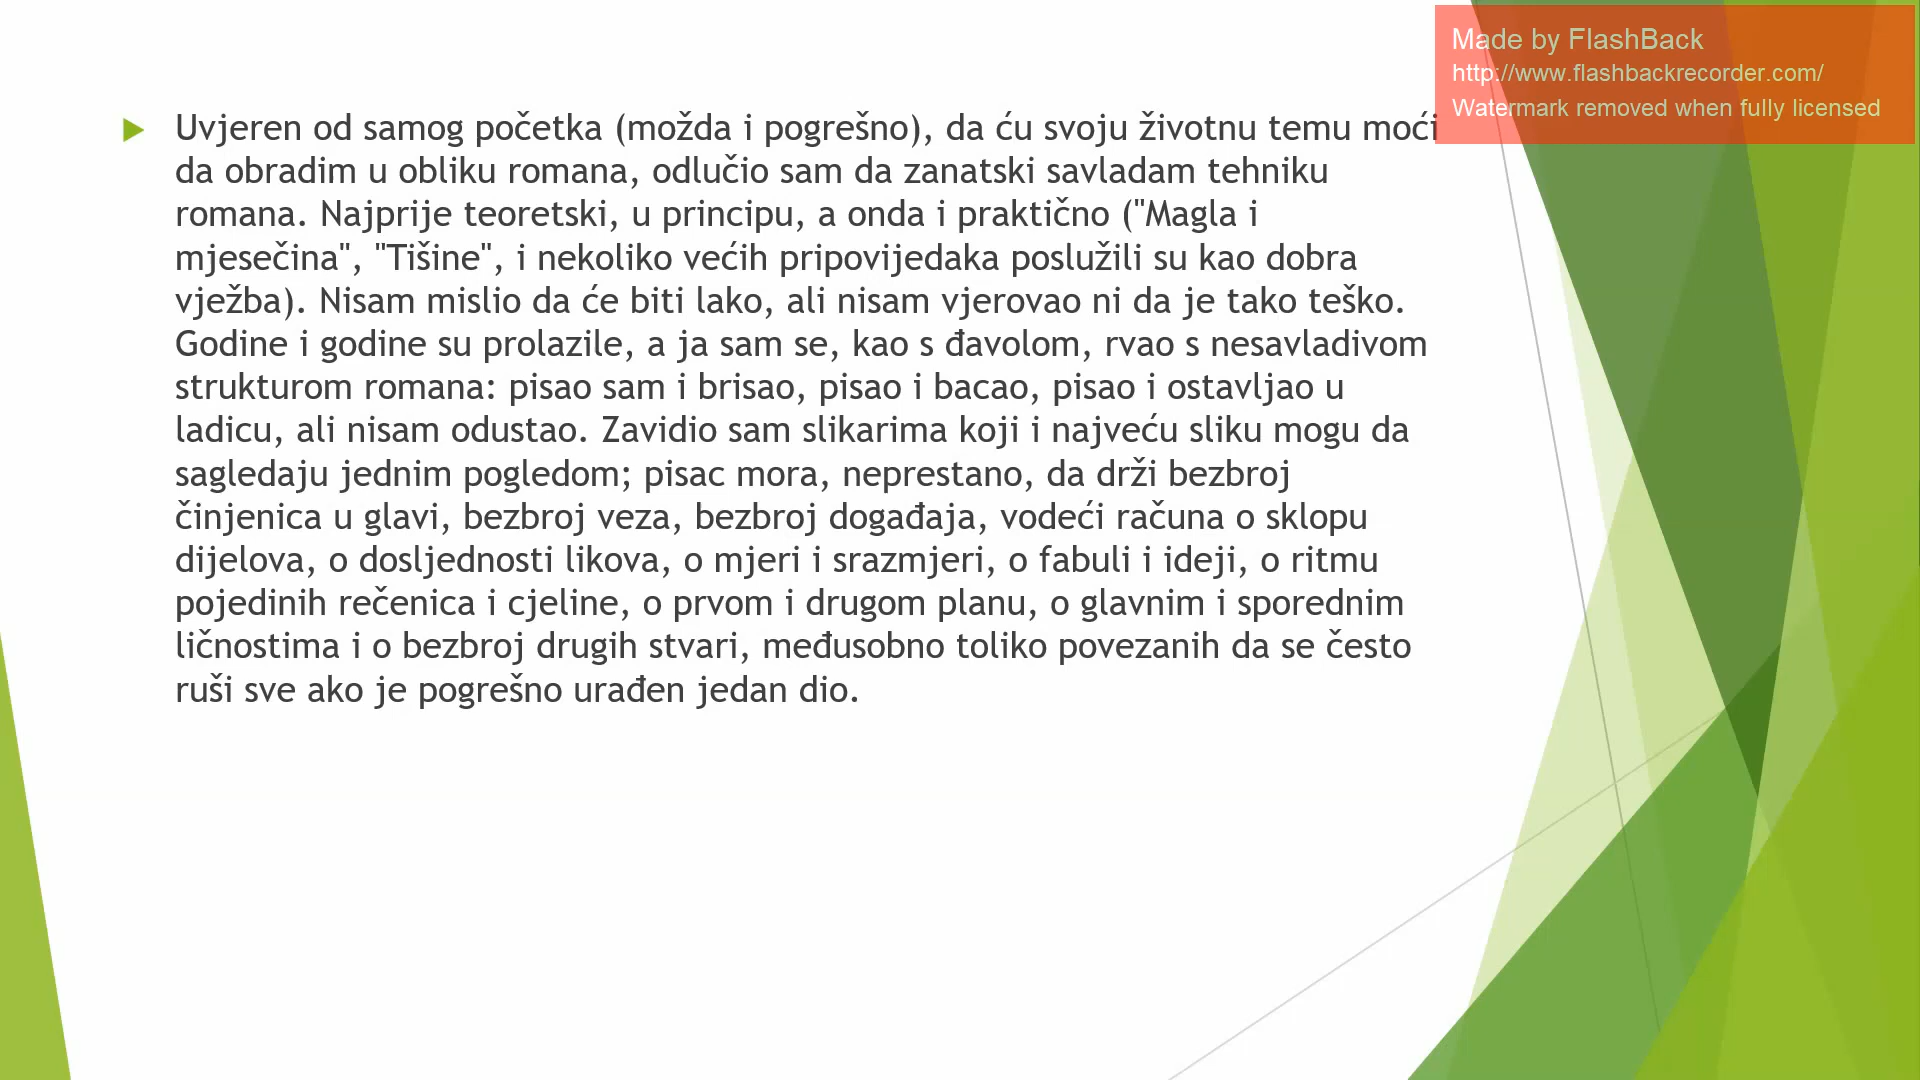 Made by FlashBack
http://www.flashbackrecorder.com/
Watermark removed when fully licensed
Uvjeren od samog početka (možda i pogrešno), da ću svoju životnu temu moći
da obradim u obliku romana, odlučio sam da zanatski savladam tehniku
romana. Najprije teoretski, u principu, a onda i praktično ("Magla i
mjesečina", "Tišine", i nekoliko većih pripovijedaka poslužili su kao dobra
vježba). Nisam mislio da će biti lako, ali nisam vjerovao ni da je tako teško.
Godine i godine su prolazile, a ja sam se, kao s đavolom, rvao s nesavladivom
strukturom romana: pisao sam i brisao, pisao i bacao, pisao i ostavljao u
ladicu, ali nisam odustao. Zavidio sam slikarima koji i najveću sliku mogu da
sagledaju jednim pogledom; pisac mora, neprestano, da drži bezbroj
činjenica u glavi, bezbroj veza, bezbroj događaja, vodeći računa o sklopu
dijelova, o dosljednosti likova, o mjeri i srazmjeri, o fabuli i ideji, o ritmu
pojedinih rečenica i cjeline, o prvom i drugom planu, o glavnim i sporednim
ličnostima i o bezbroj drugih stvari, međusobno toliko povezanih da se često
ruši sve ako je pogrešno urađen jedan dio.